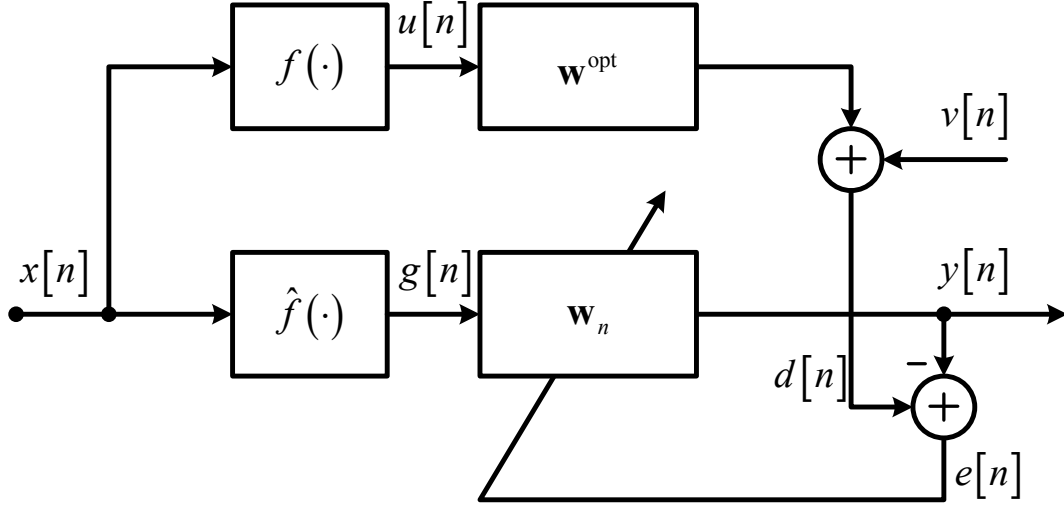 u[n]
f(·)
w^opt
v[n]
+
x[n]
g[n]
y[n]
f̂(·)
w_n
−
d[n]
+
e[n]